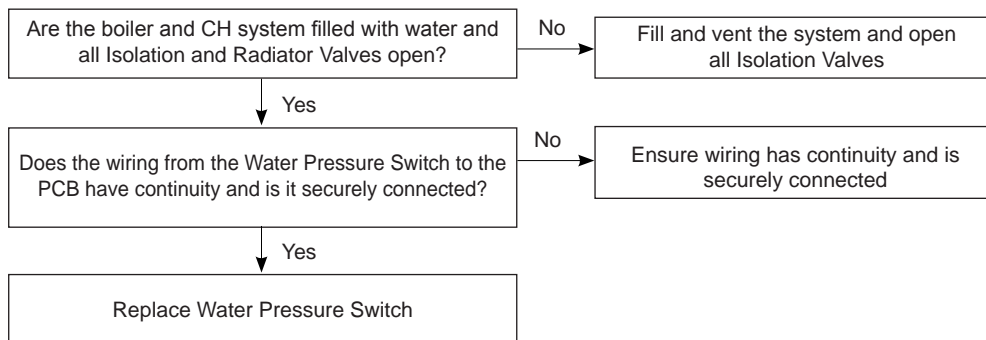 Are the boiler and CH system filled with water and
all Isolation and Radiator Valves open?
No
Fill and vent the system and open
all Isolation Valves
Yes
Does the wiring from the Water Pressure Switch to the
PCB have continuity and is it securely connected?
No
Ensure wiring has continuity and is
securely connected
Yes
Replace Water Pressure Switch